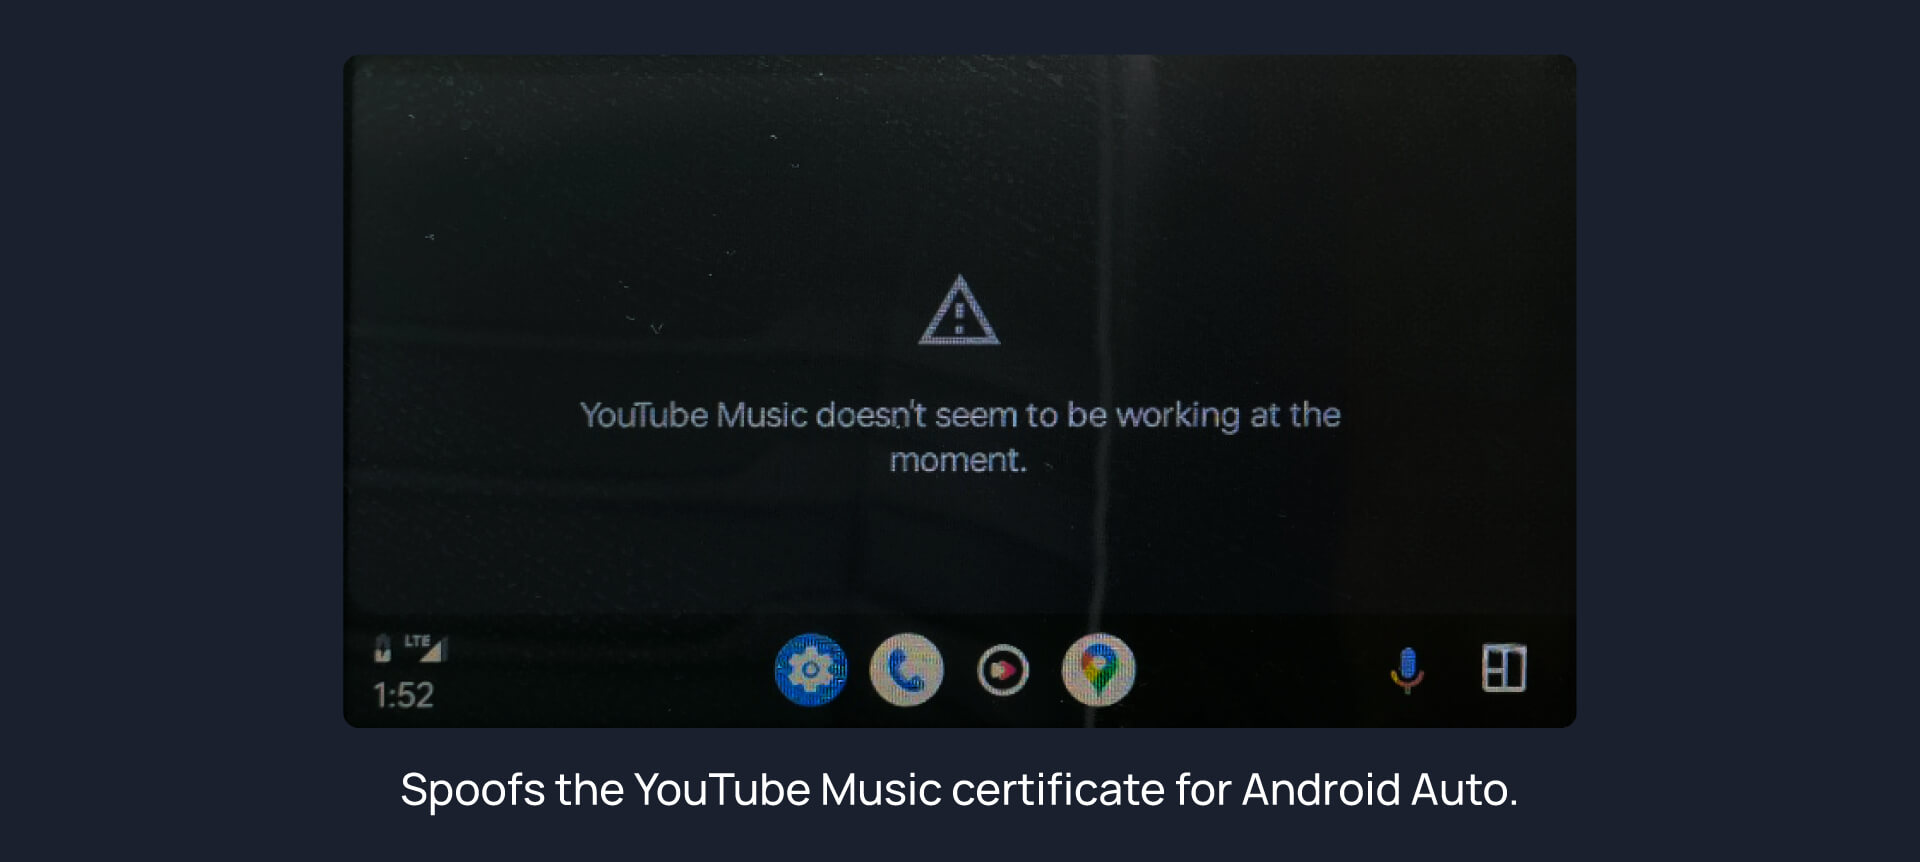 YouTube Music doesn't seem to be working at the
moment.
LTE
1:52
Spoofs the YouTube Music certificate for Android Auto.